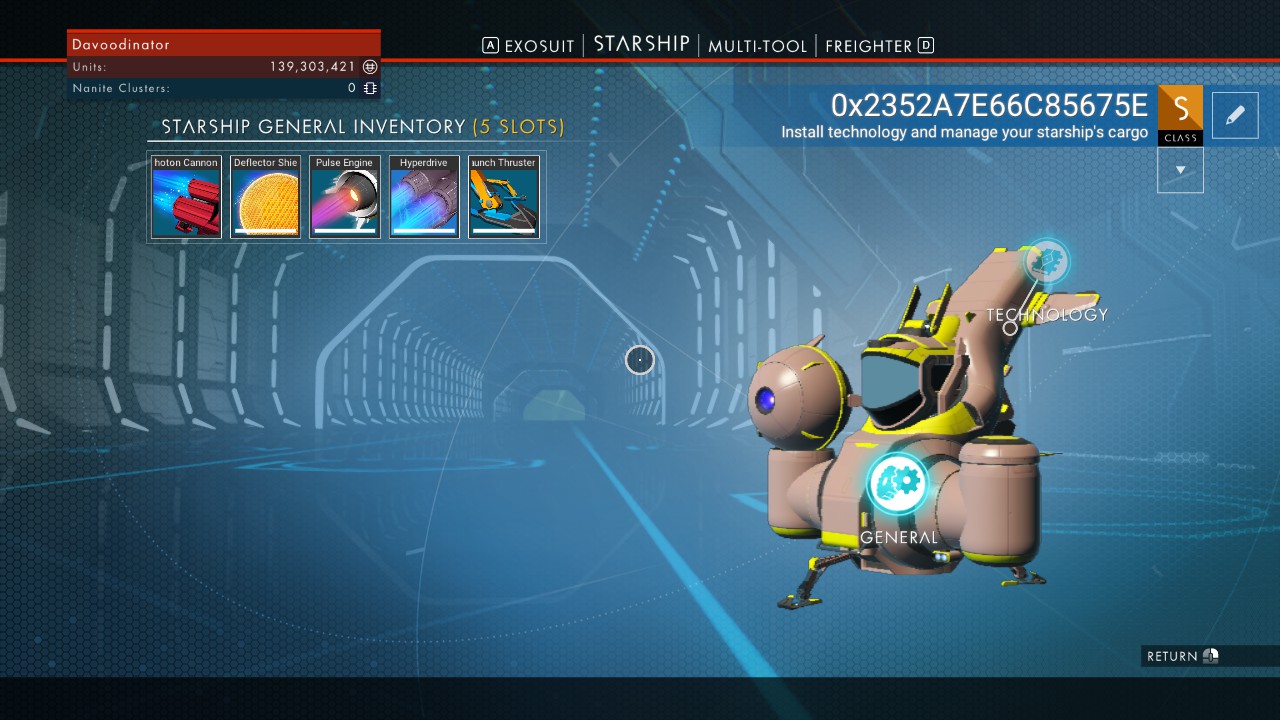 Davoodinator
Units: 139,303,421
Nanite Clusters: 0
A EXOSUIT STARSHIP MULTI-TOOL FREIGHTER D
0x2352A7E66C85675E
Install technology and manage your starship's cargo
S
CLASS
STARSHIP GENERAL INVENTORY (5 SLOTS)
hoton Cannon Deflector Shie Pulse Engine Hyperdrive aunch Thruster
TECHNOLOGY
GENERAL
RETURN